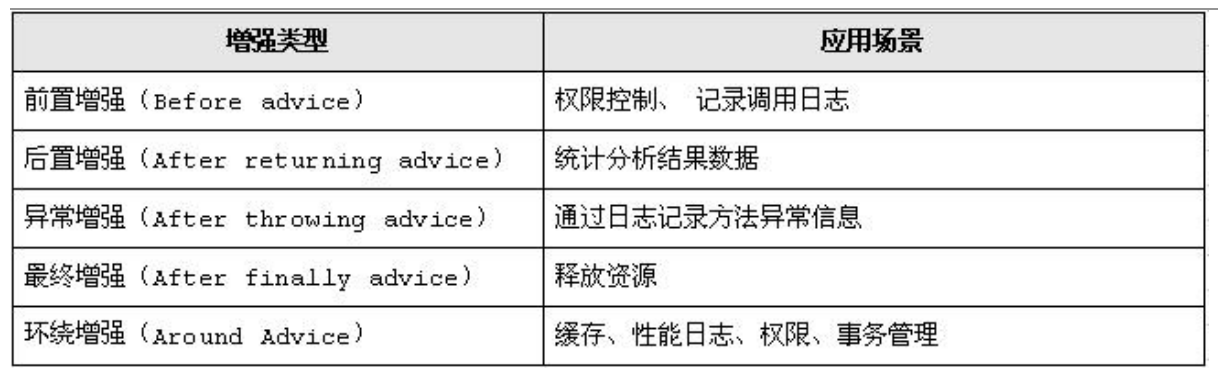 增强类型 应用场景
前置增强（Before advice） 权限控制、 记录调用日志
后置增强（After returning advice） 统计分析结果数据
异常增强（After throwing advice） 通过日志记录方法异常信息
最终增强（After finally advice） 释放资源
环绕增强（Around Advice） 缓存、性能日志、权限、事务管理